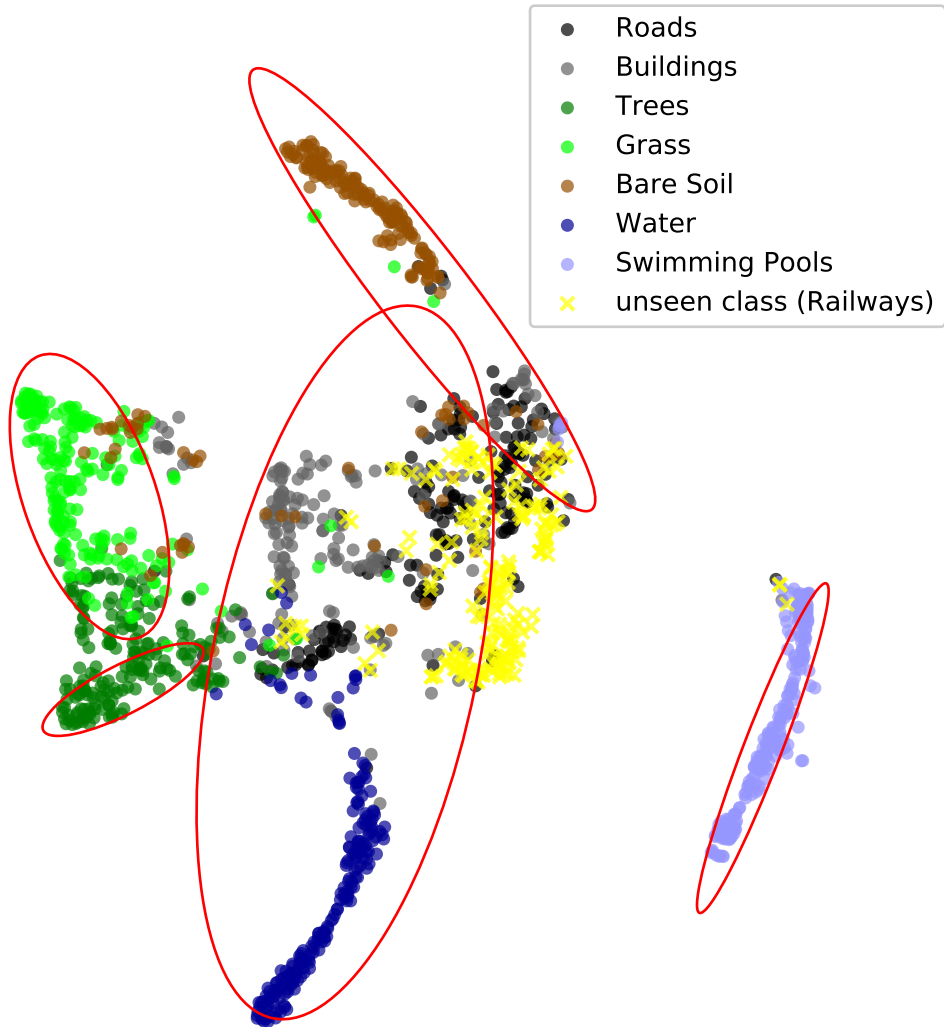 Roads
Buildings
Trees
Grass
Bare Soil
Water
Swimming Pools
unseen class (Railways)